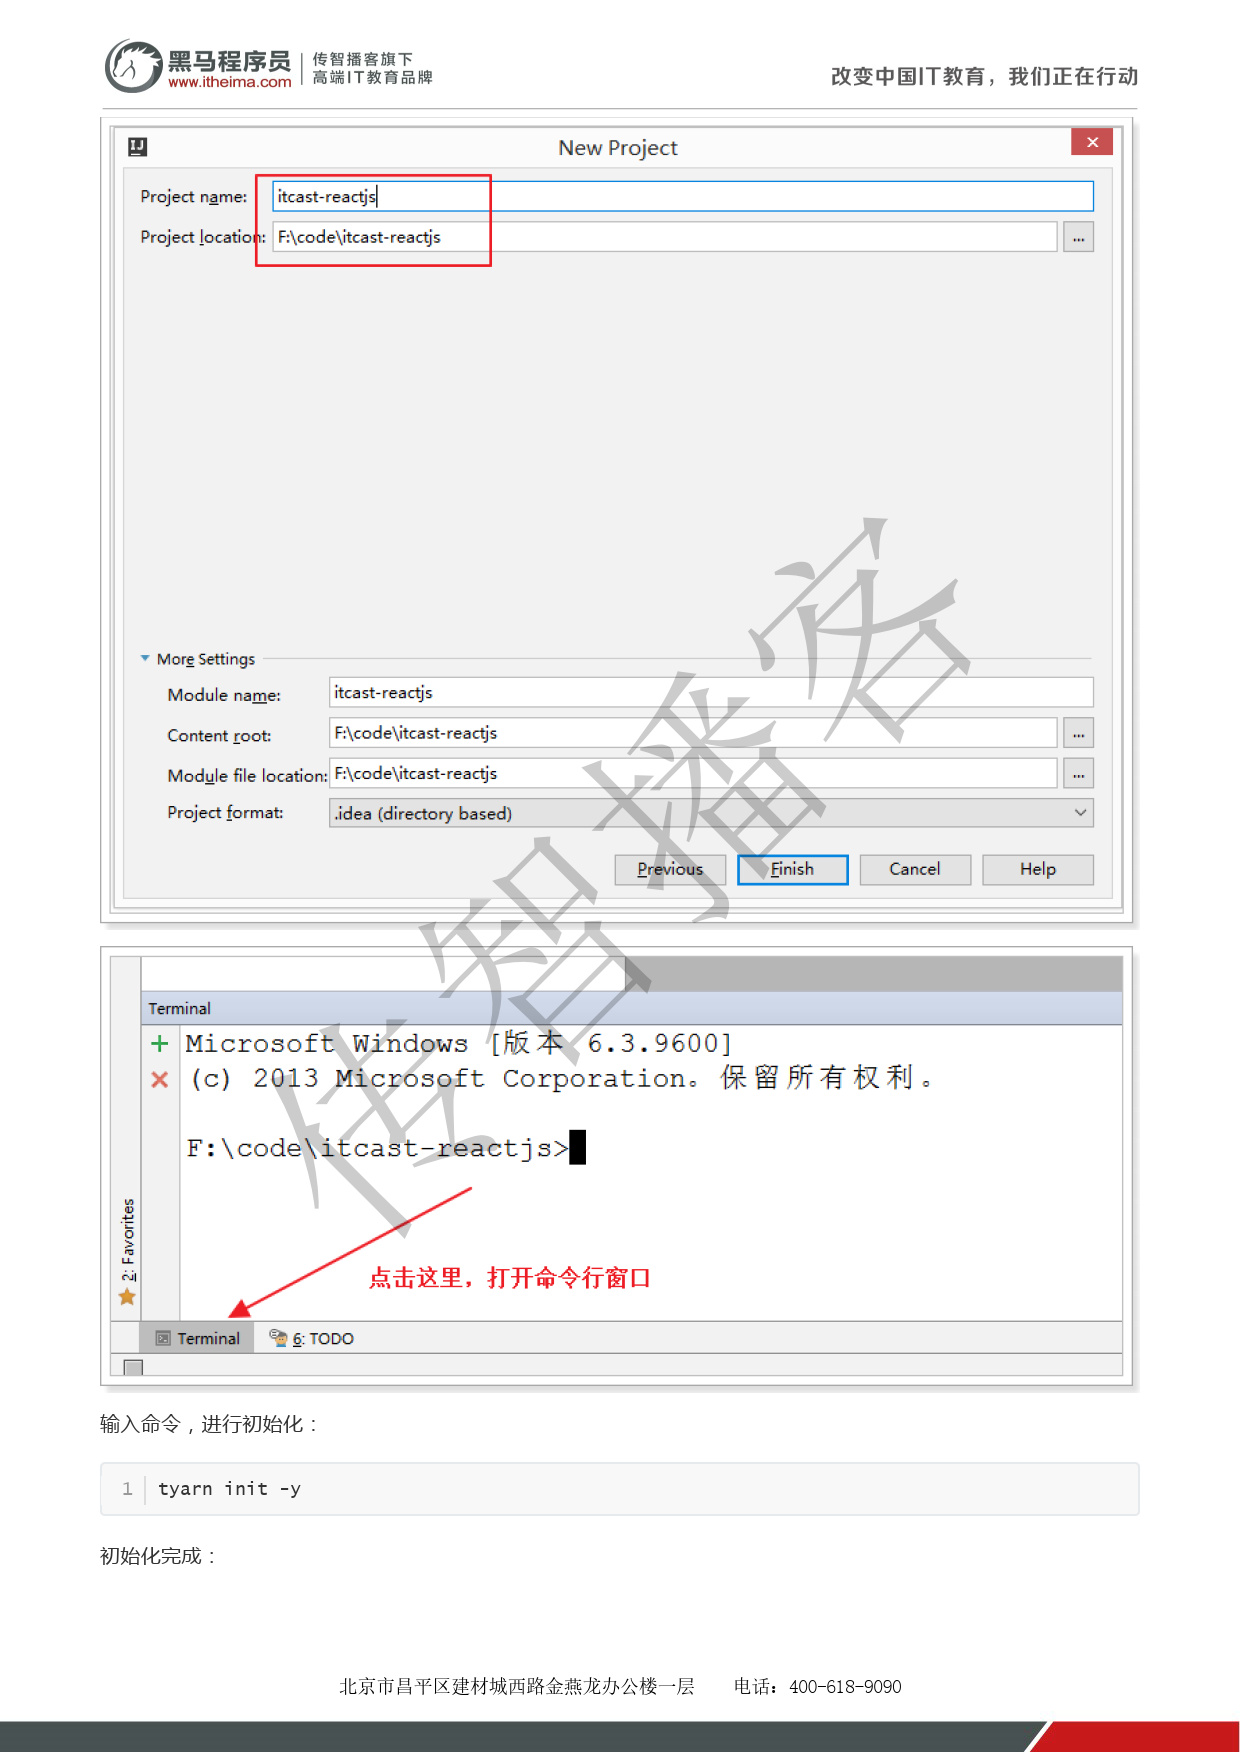 黑马程序员
www.itheima.com
传智播客旗下
高端IT教育品牌
改变中国IT教育，我们正在行动
New Project
Project name: itcast-reactjs
Project location: F:\code\itcast-reactjs ...
More Settings
Module name: itcast-reactjs
Content root: F:\code\itcast-reactjs ...
Module file location: F:\code\itcast-reactjs ...
Project format: .idea (directory based)
Previous Finish Cancel Help
传智播客
Terminal
Microsoft Windows [版本 6.3.9600]
(c) 2013 Microsoft Corporation。保留所有权利。
F:\code\itcast-reactjs>
2: Favorites
点击这里，打开命令行窗口
Terminal 6: TODO
输入命令，进行初始化：
1 tyarn init -y
初始化完成：
北京市昌平区建材城西路金燕龙办公楼一层 电话：400-618-9090